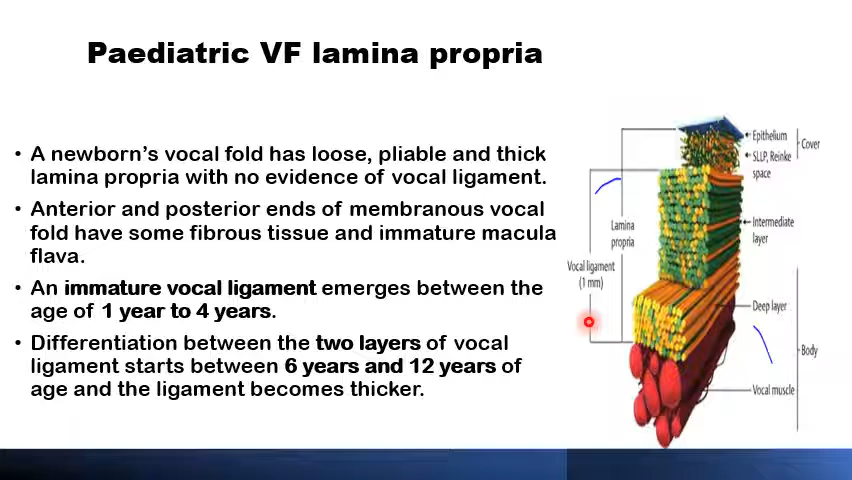 Paediatric VF lamina propria
• A newborn's vocal fold has loose, pliable and thick
lamina propria with no evidence of vocal ligament.
• Anterior and posterior ends of membranous vocal
fold have some fibrous tissue and immature macula
flava.
• An immature vocal ligament emerges between the
age of 1 year to 4 years.
• Differentiation between the two layers of vocal
ligament starts between 6 years and 12 years of
age and the ligament becomes thicker.
Epithelium
Cover
SLLP, Reinke
space
Lamina
propria
Intermediate
layer
Vocal ligament
(1 mm)
Deep layer
Body
Vocal muscle